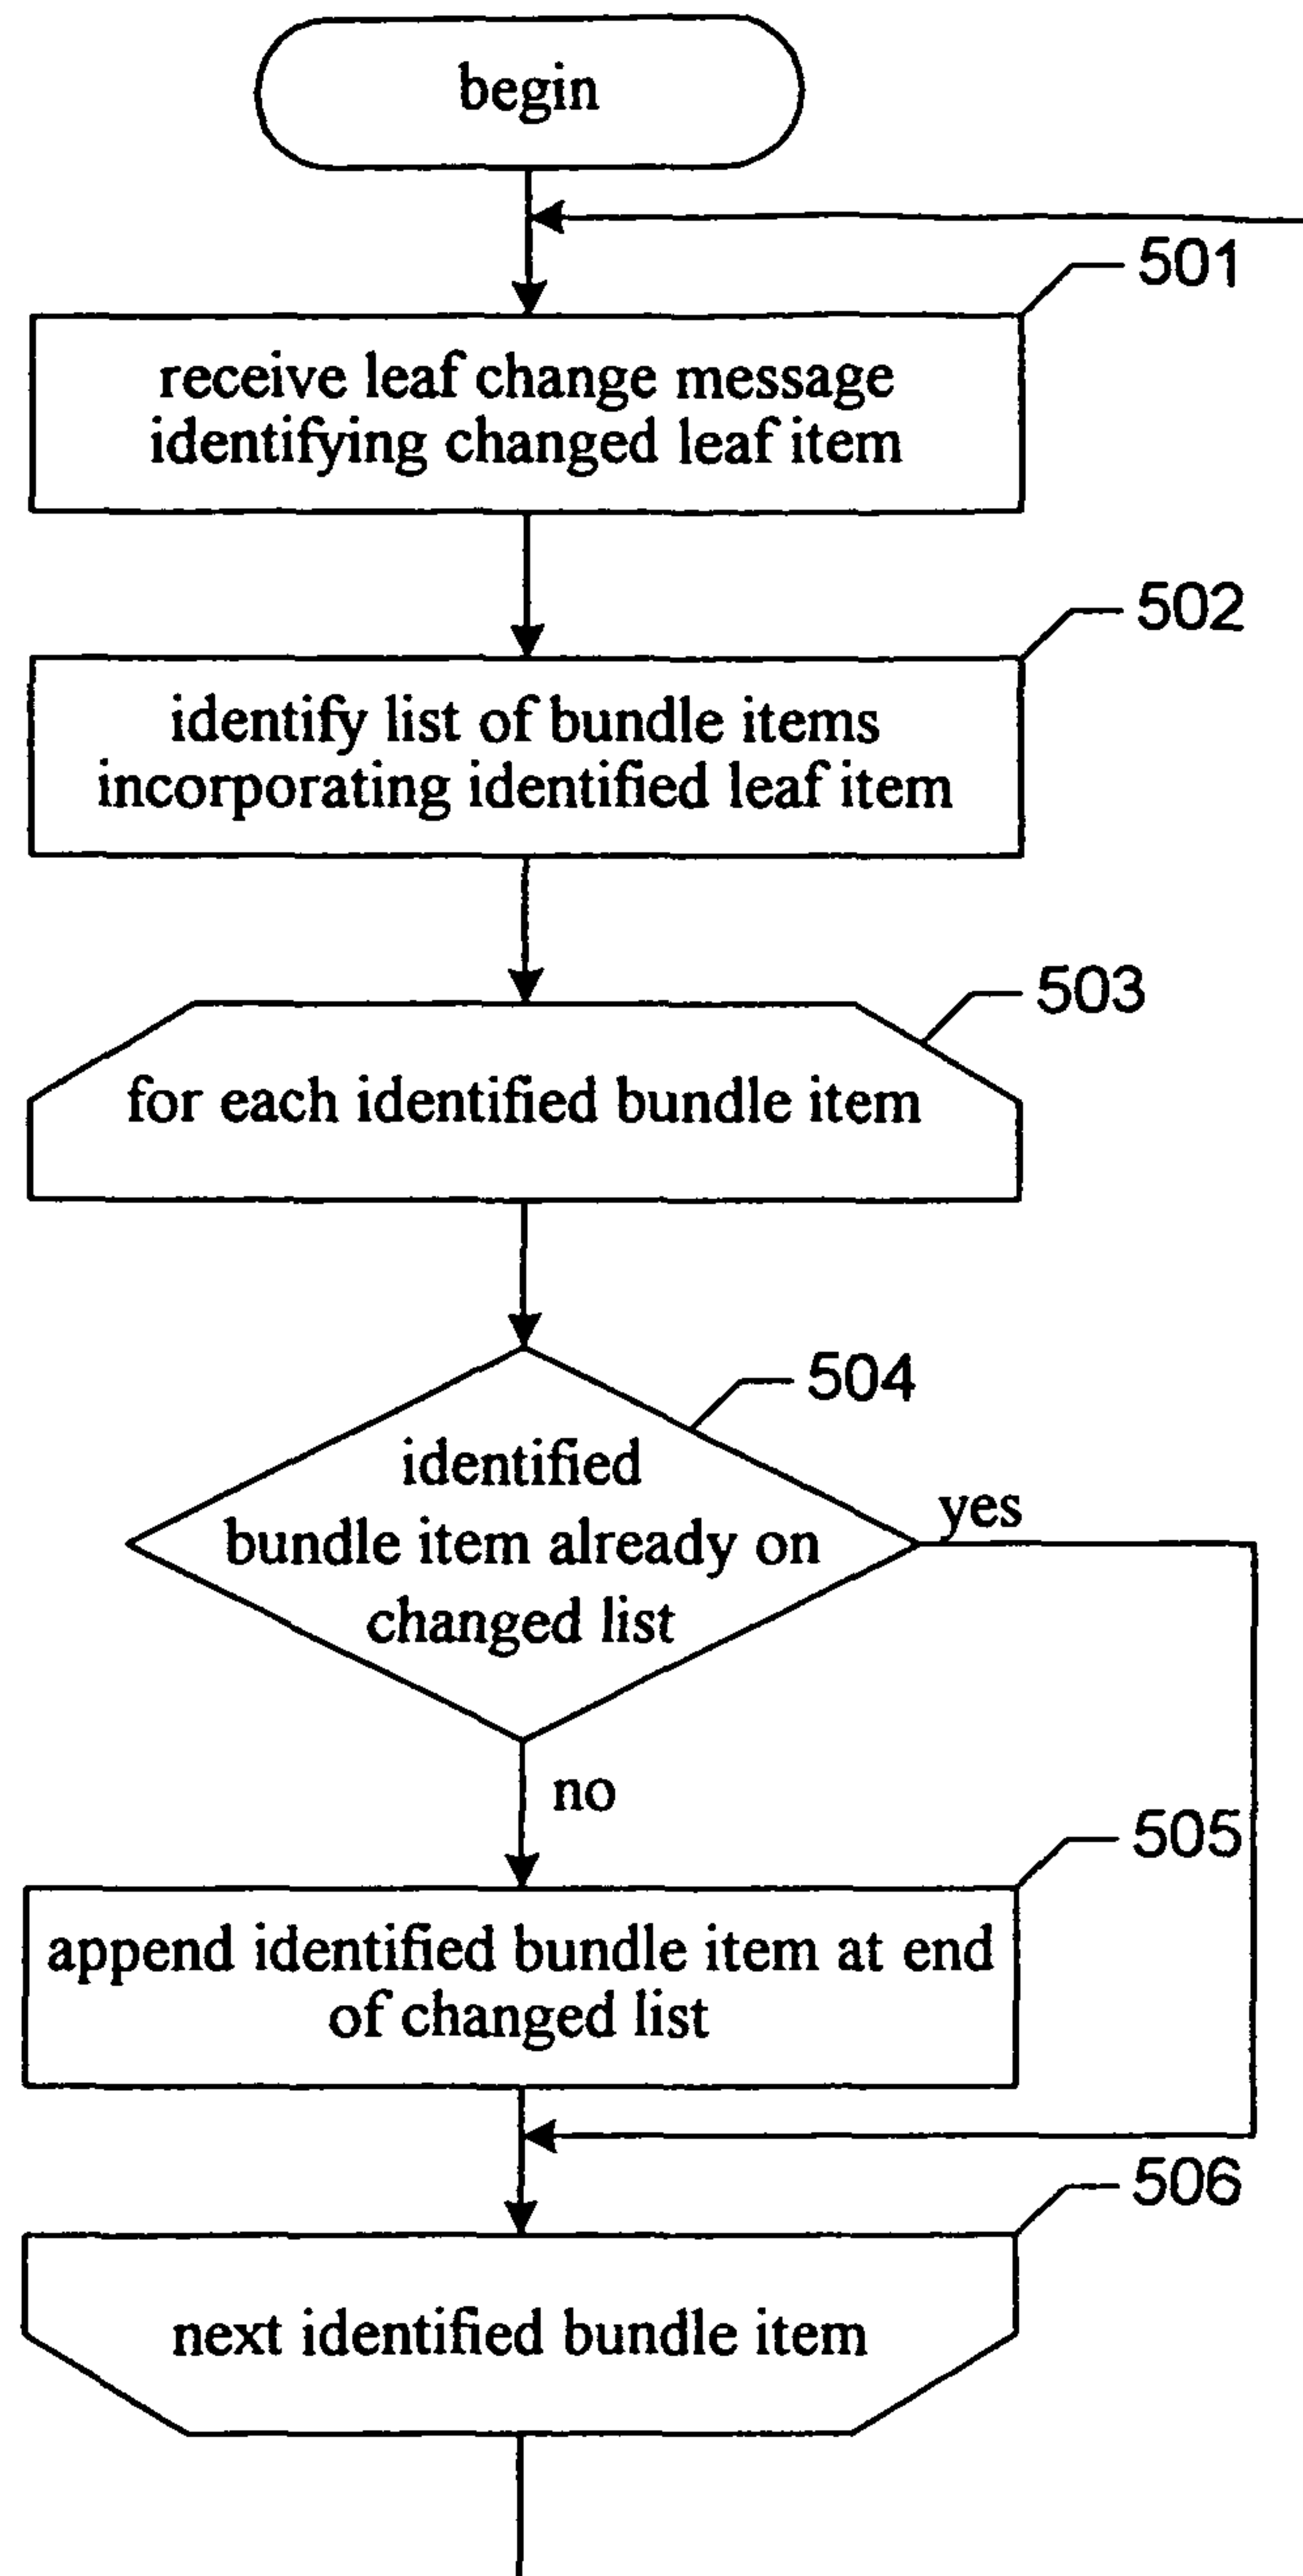 begin
501
receive leaf change message
identifying changed leaf item
502
identify list of bundle items
incorporating identified leaf item
503
for each identified bundle item
504
identified
bundle item already on
changed list
yes
no
505
append identified bundle item at end
of changed list
506
next identified bundle item